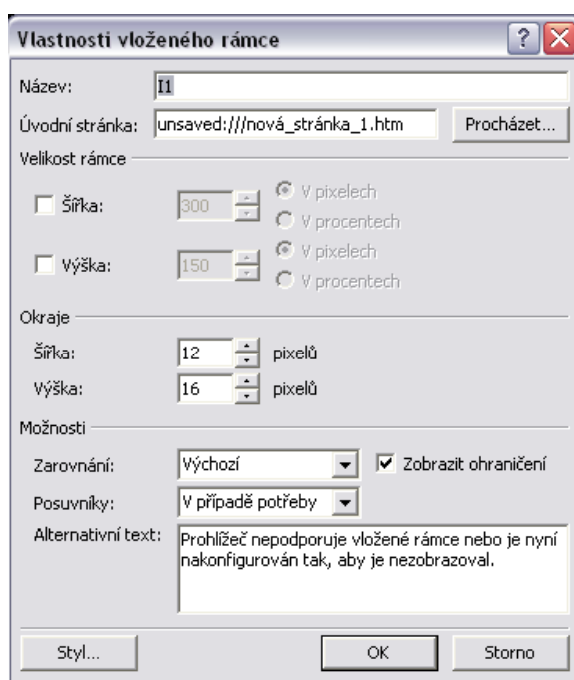 Vlastnosti vloženého rámce
Název: I1
Úvodní stránka: unsaved:///nová_stránka_1.htm Procházet...
Velikost rámce
Šířka: 300 V pixelech
V procentech
Výška: 150 V pixelech
V procentech
Okraje
Šířka: 12 pixelů
Výška: 16 pixelů
Možnosti
Zarovnání: Výchozí Zobrazit ohraničení
Posuvníky: V případě potřeby
Alternativní text: Prohlížeč nepodporuje vložené rámce nebo je nyní
nakonfigurován tak, aby je nezobrazoval.
Styl... OK Storno